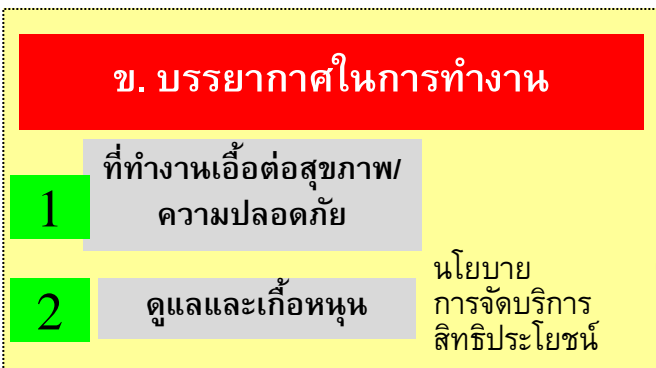 ข. บรรยากาศในการทำงาน
ที่ทำงานเอื้อต่อสุขภาพ/
1
ความปลอดภัย
2
ดูแลและเกื้อหนุน
นโยบาย
การจัดบริการ
สิทธิประโยชน์